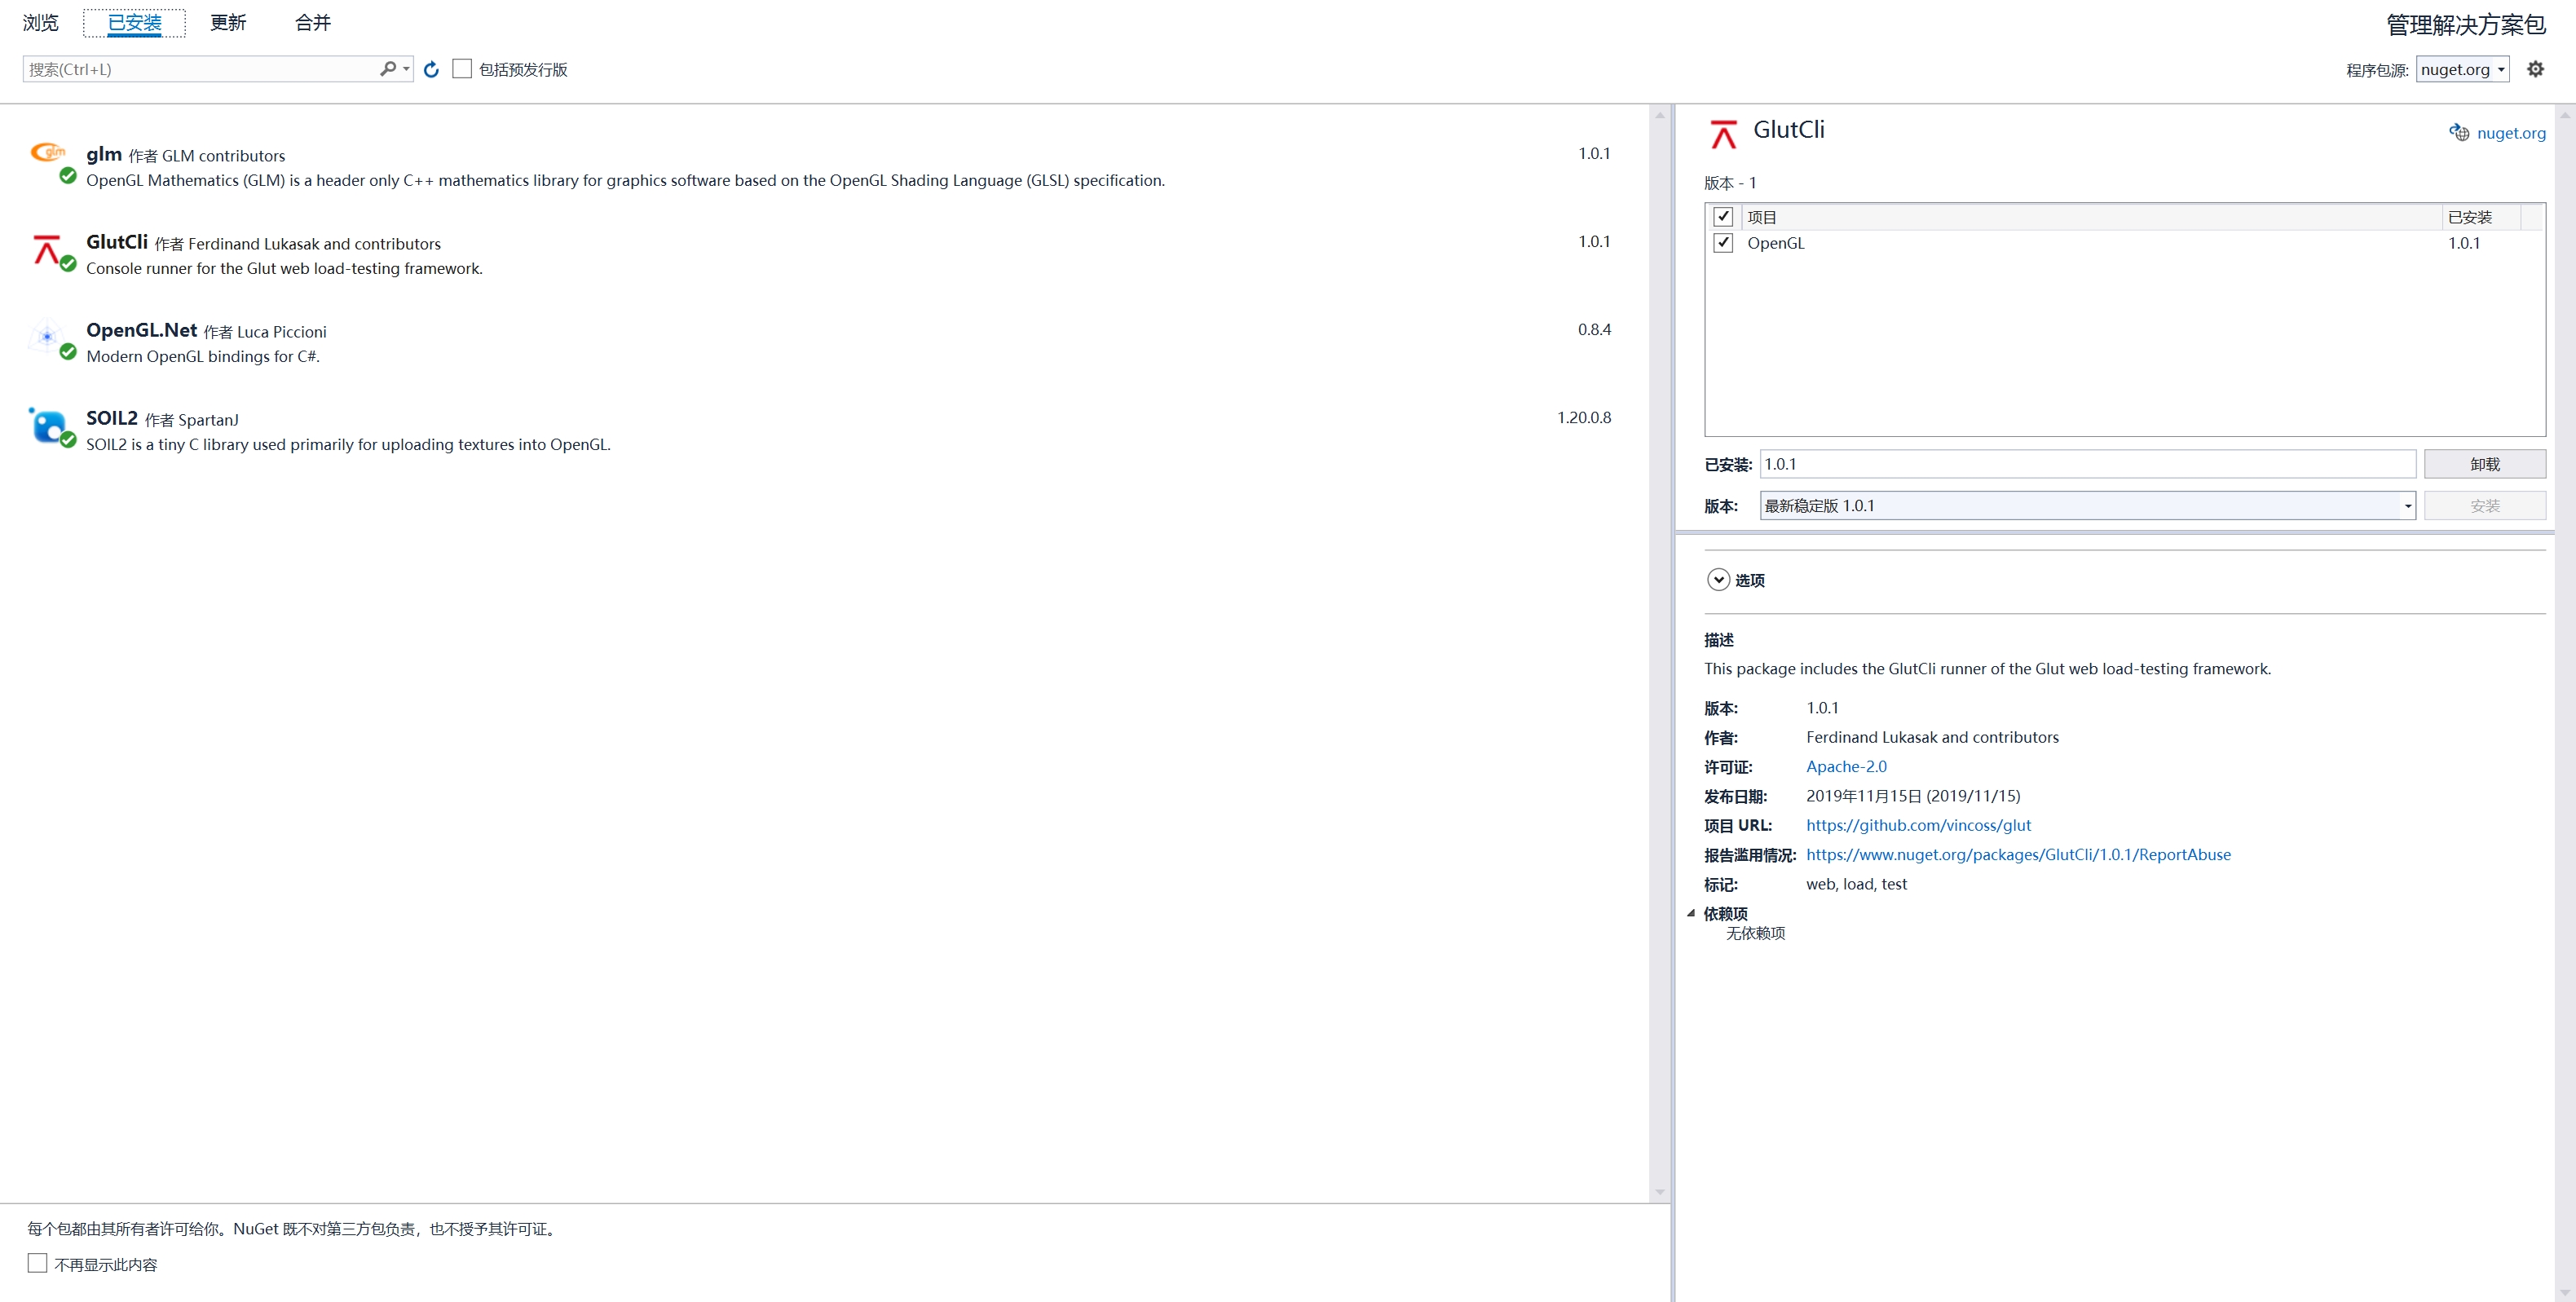 浏览 已安装 更新 合并 管理解决方案包
搜索(Ctrl+L) 包括预发行版 程序包源: nuget.org
glm 作者 GLM contributors 1.0.1
OpenGL Mathematics (GLM) is a header only C++ mathematics library for graphics software based on the OpenGL Shading Language (GLSL) specification.
GlutCli 作者 Ferdinand Lukasak and contributors 1.0.1
Console runner for the Glut web load-testing framework.
OpenGL.Net 作者 Luca Piccioni 0.8.4
Modern OpenGL bindings for C#.
SOIL2 作者 SpartanJ 1.20.0.8
SOIL2 is a tiny C library used primarily for uploading textures into OpenGL.
每个包都由其所有者许可给你。NuGet 既不对第三方包负责，也不授予其许可证。
不再显示此内容
GlutCli nuget.org
版本 - 1
项目 已安装
OpenGL 1.0.1
已安装: 1.0.1 卸载
版本: 最新稳定版 1.0.1 安装
选项
描述
This package includes the GlutCli runner of the Glut web load-testing framework.
版本: 1.0.1
作者: Ferdinand Lukasak and contributors
许可证: Apache-2.0
发布日期: 2019年11月15日 (2019/11/15)
项目 URL: https://github.com/vincoss/glut
报告滥用情况: https://www.nuget.org/packages/GlutCli/1.0.1/ReportAbuse
标记: web, load, test
依赖项
无依赖项